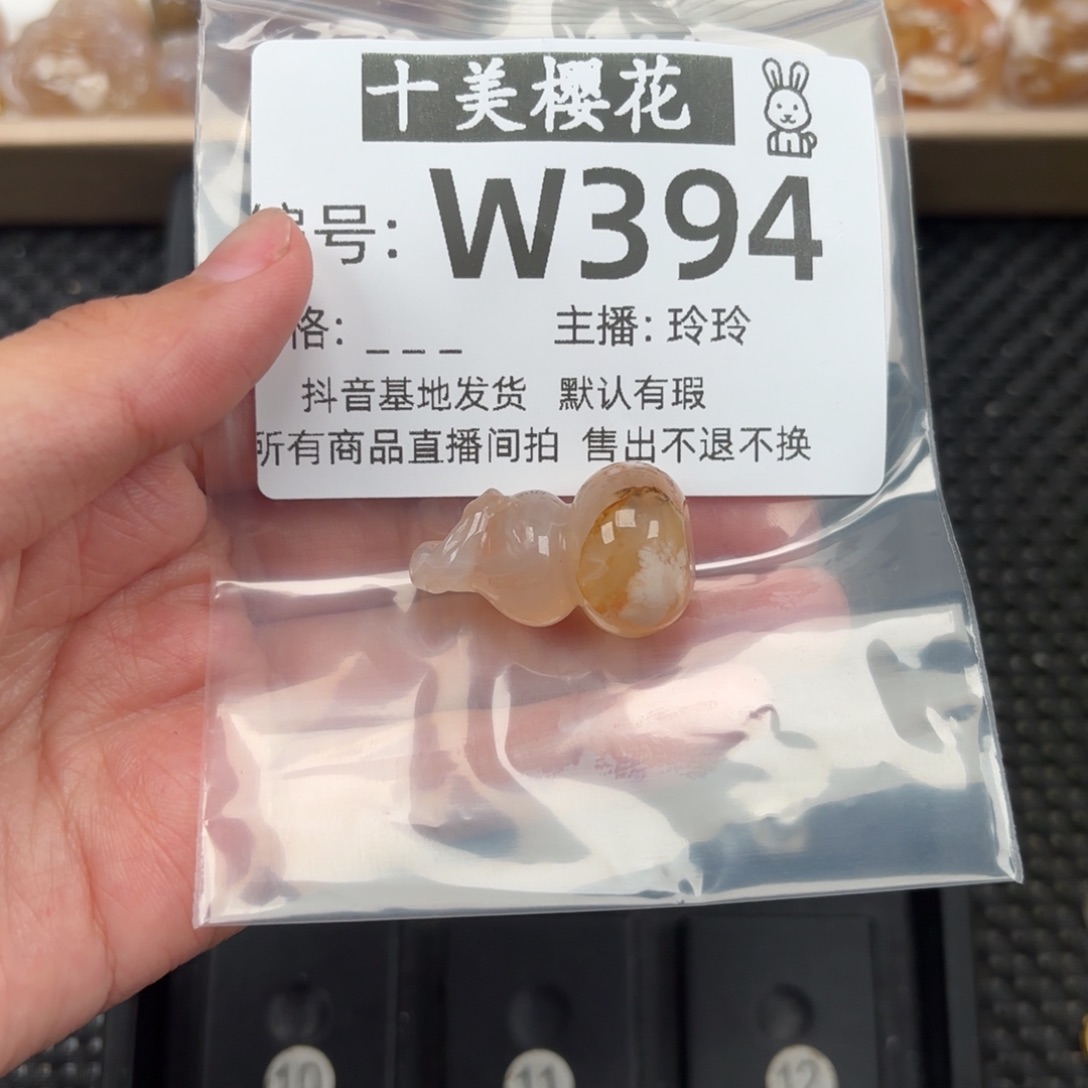 十美樱花
号: W394
格: _ _ _ 主播: 玲玲
抖音基地发货 默认有瑕
所有商品直播间拍 售出不退不换
10 11 12